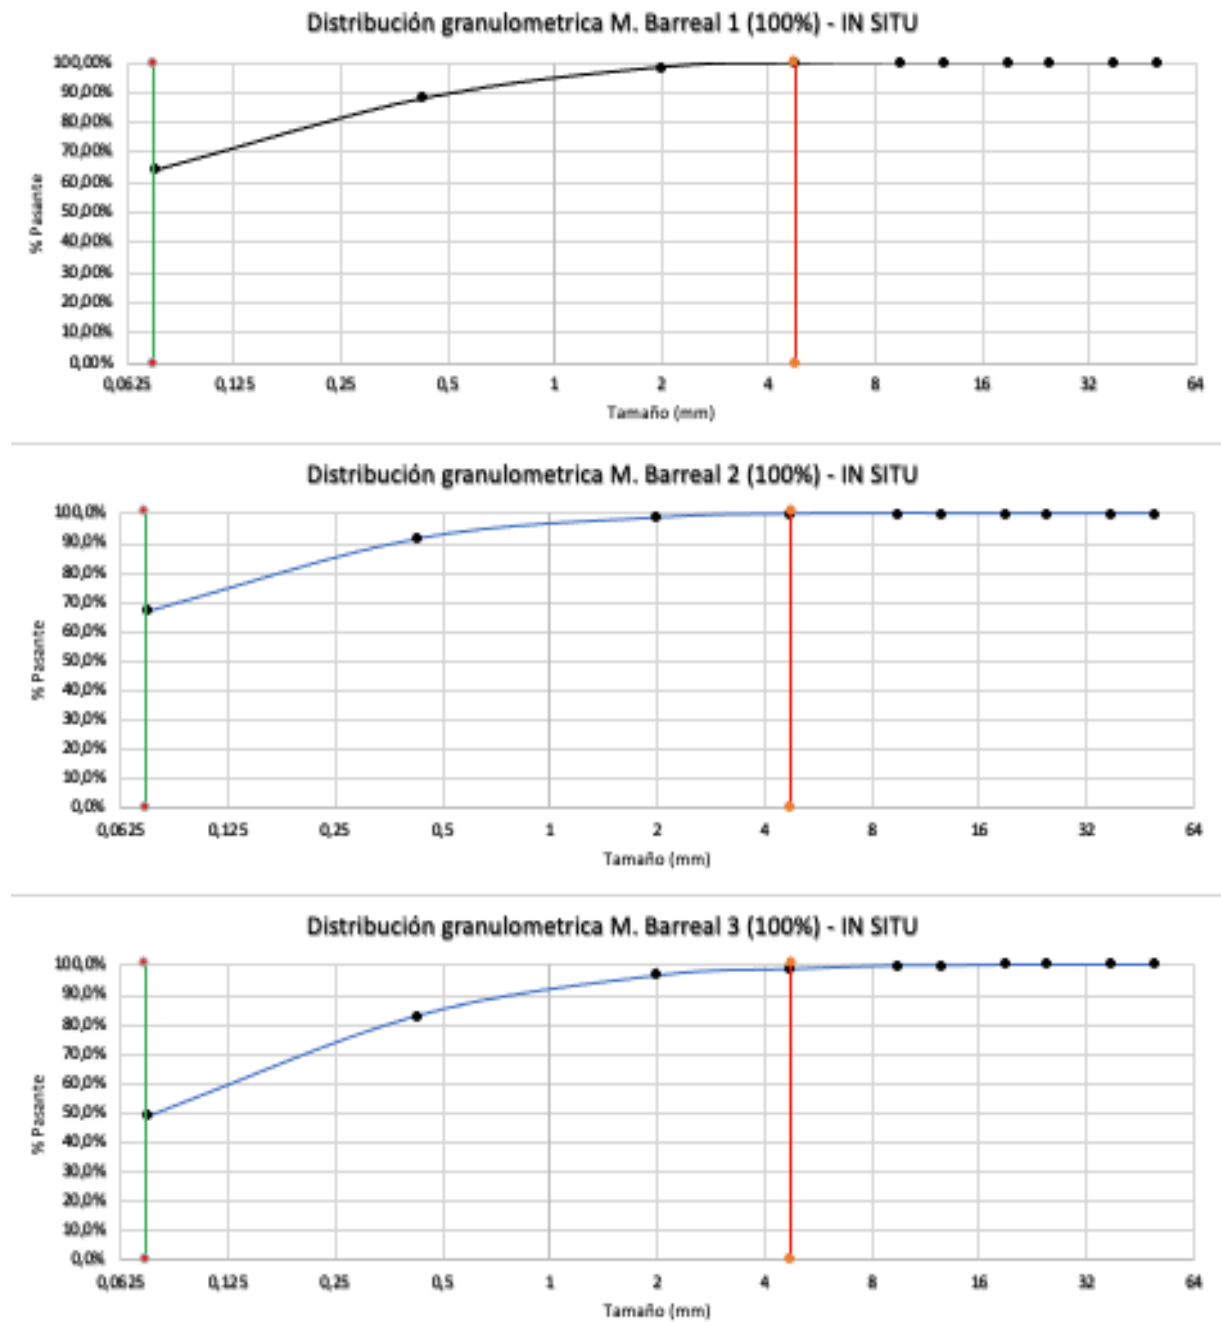 Distribución granulometrica M. Barreal 1 (100%) - IN SITU
100,00%
90,00%
80,00%
70,00%
60,00%
50,00%
40,00%
30,00%
20,00%
10,00%
0,00%
% Pasante
0,0625 0,125 0,25 0,5 1 2 4 8 16 32 64
Tamaño (mm)
Distribución granulometrica M. Barreal 2 (100%) - IN SITU
100,0%
90,0%
80,0%
70,0%
60,0%
50,0%
40,0%
30,0%
20,0%
10,0%
0,0%
% Pasante
0,0625 0,125 0,25 0,5 1 2 4 8 16 32 64
Tamaño (mm)
Distribución granulometrica M. Barreal 3 (100%) - IN SITU
100,0%
90,0%
80,0%
70,0%
60,0%
50,0%
40,0%
30,0%
20,0%
10,0%
0,0%
% Pasante
0,0625 0,125 0,25 0,5 1 2 4 8 16 32 64
Tamaño (mm)